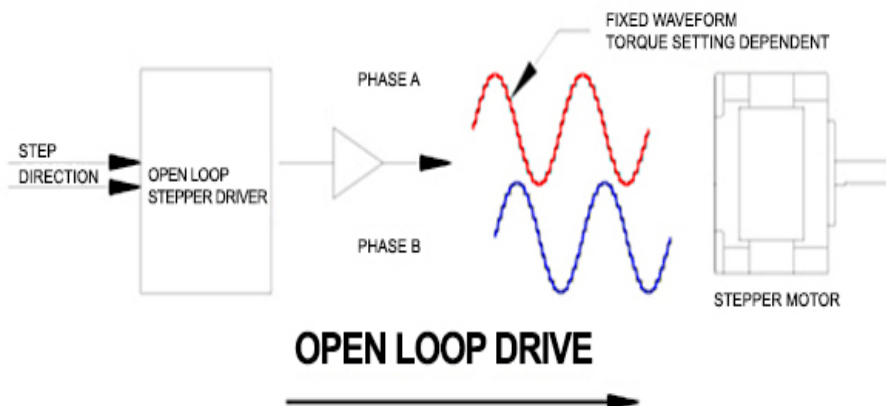 FIXED WAVEFORM
TORQUE SETTING DEPENDENT
PHASE A
STEP
DIRECTION
OPEN LOOP
STEPPER DRIVER
PHASE B
STEPPER MOTOR
OPEN LOOP DRIVE